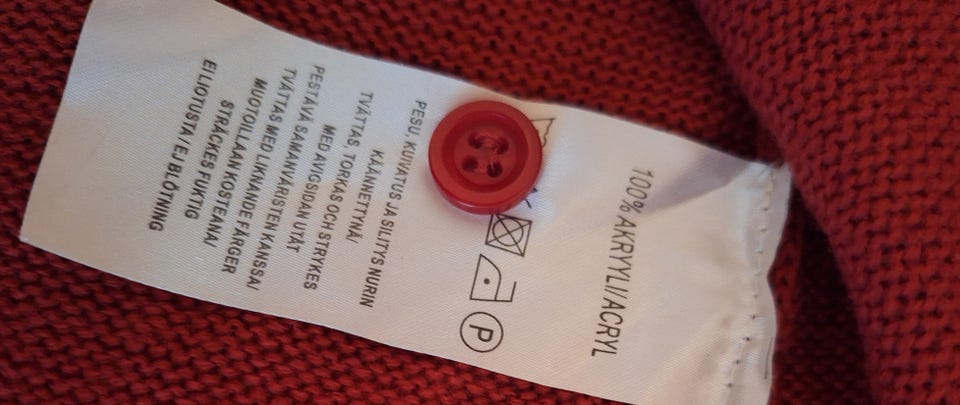 100% AKRYYLI/ACRYL
P
PESU, KUIVATUS JA SILITYS NURIN
KÄÄNNETTYNÄ/
TVÄTTAS, TORKAS OCH STRYKES
MED AVIGSIDAN UTÅT
PESTÄVÄ SAMANVÄRISTEN KANSSA/
TVÄTTAS MED LIKNANDE FÄRGER
MUOTOILLAAN KOSTEANA/
STRÄCKES FUKTIG
EI LIOTUSTA / EJ BLÖTNING